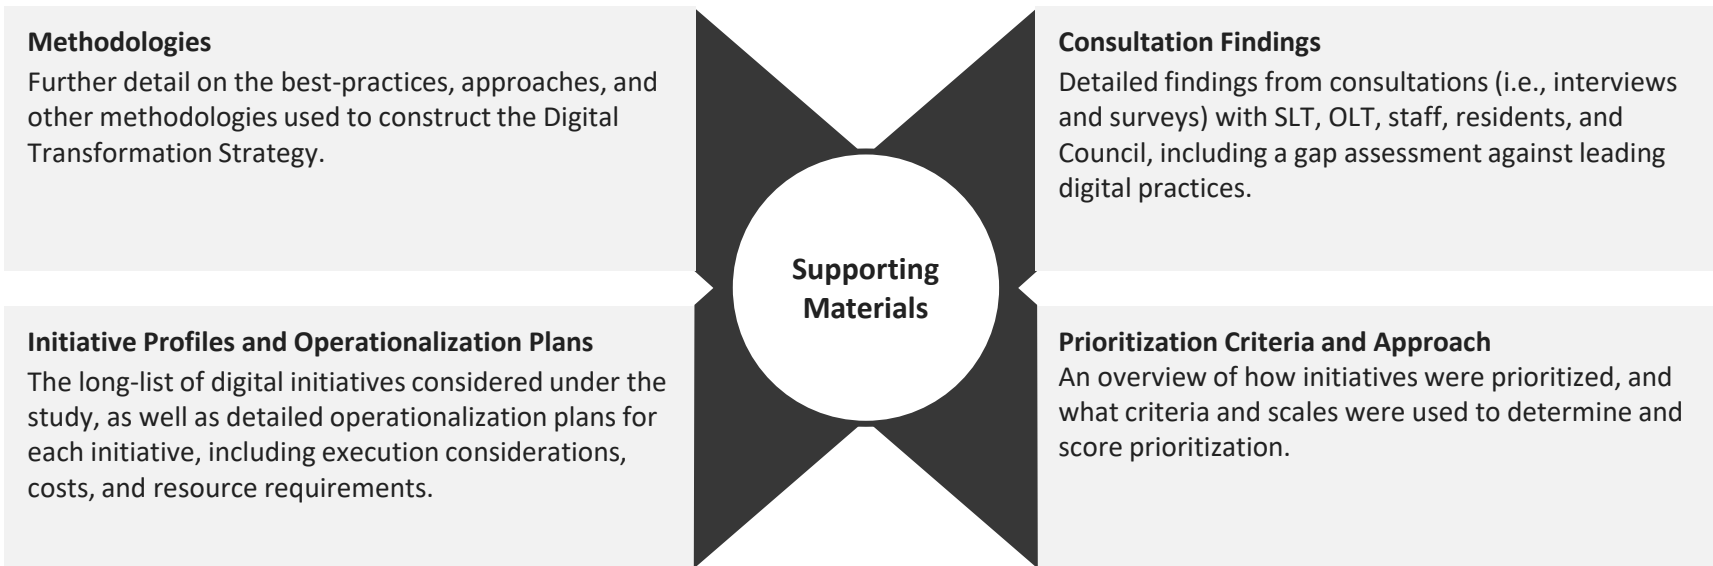 Methodologies
Further detail on the best-practices, approaches, and
other methodologies used to construct the Digital
Transformation Strategy.
Consultation Findings
Detailed findings from consultations (i.e., interviews
and surveys) with SLT, OLT, staff, residents, and
Council, including a gap assessment against leading
digital practices.
Supporting
Materials
Initiative Profiles and Operationalization Plans
The long-list of digital initiatives considered under the
study, as well as detailed operationalization plans for
each initiative, including execution considerations,
costs, and resource requirements.
Prioritization Criteria and Approach
An overview of how initiatives were prioritized, and
what criteria and scales were used to determine and
score prioritization.